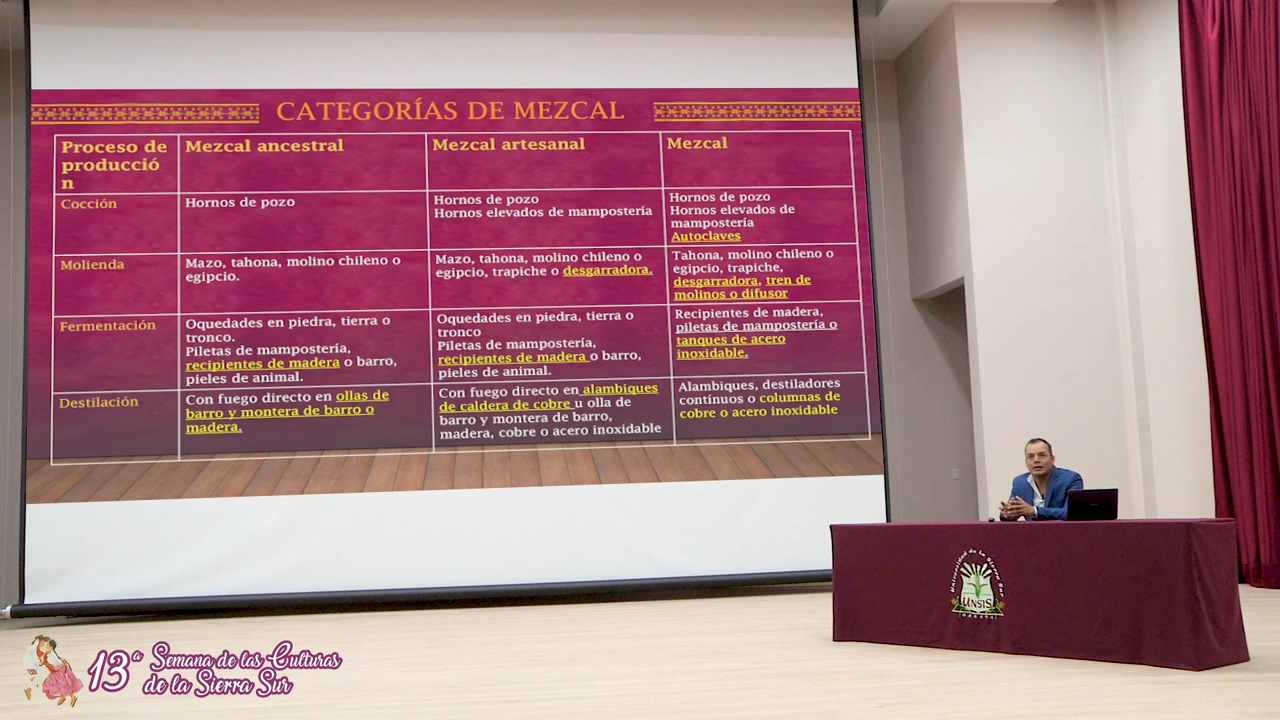 CATEGORÍAS DE MEZCAL
Proceso de
producció
n
Mezcal ancestral
Mezcal artesanal
Mezcal
Cocción
Hornos de pozo
Hornos de pozo
Hornos elevados de mampostería
Hornos de pozo
Hornos elevados de
mampostería
Autoclaves
Molienda
Mazo, tahona, molino chileno o
egipcio.
Mazo, tahona, molino chileno o
egipcio, trapiche o desgarradora.
Tahona, molino chileno o
egipcio, trapiche,
desgarradora, tren de
molinos o difusor
Fermentación
Oquedades en piedra, tierra o
tronco.
Piletas de mampostería,
recipientes de madera o barro,
pieles de animal.
Oquedades en piedra, tierra o
tronco
Piletas de mampostería,
recipientes de madera o barro,
pieles de animal.
Recipientes de madera,
piletas de mampostería o
tanques de acero
inoxidable.
Destilación
Con fuego directo en ollas de
barro y montera de barro o
madera.
Con fuego directo en alambiques
de caldera de cobre u olla de
barro y montera de barro,
madera, cobre o acero inoxidable
Alambiques, destiladores
continuos o columnas de
cobre o acero inoxidable
Universidad de la Sierra Sur
UNSIS
OAXACA
13ª Semana de las Culturas
de la Sierra Sur